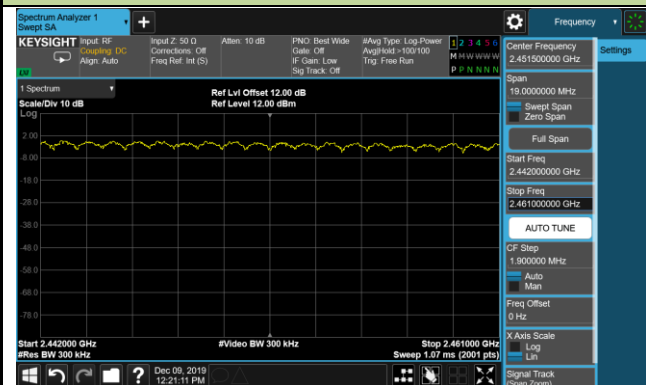 Spectrum Analyzer 1
Swept SA
Frequency
KEYSIGHT
Input: RF
Coupling: DC
Align: Auto
Input Z: 50 Ω
Corrections: Off
Freq Ref: Int (S)
Atten: 10 dB
PNO: Best Wide
Gate: Off
IF Gain: Low
Sig Track: Off
#Avg Type: Log-Power
Avg|Hold:>100/100
Trig: Free Run
1 2 3 4 5 6
M M W W W W
P P N N N N
LV
1 Spectrum
Scale/Div 10 dB
Ref Lvl Offset 12.00 dB
Ref Level 12.00 dBm
Log
2.00
-8.00
-18.0
-28.0
-38.0
-48.0
-58.0
-68.0
-78.0
Start 2.442000 GHz
#Res BW 300 kHz
#Video BW 300 kHz
Stop 2.461000 GHz
Sweep 1.07 ms (2001 pts)
Dec 09, 2019
12:21:11 PM
Center Frequency
2.451500000 GHz
Span
19.0000000 MHz
Swept Span
Zero Span
Full Span
Start Freq
2.442000000 GHz
Stop Freq
2.461000000 GHz
AUTO TUNE
CF Step
1.900000 MHz
Auto
Man
Freq Offset
0 Hz
X Axis Scale
Log
Lin
Signal Track
(Span Zoom)
Settings